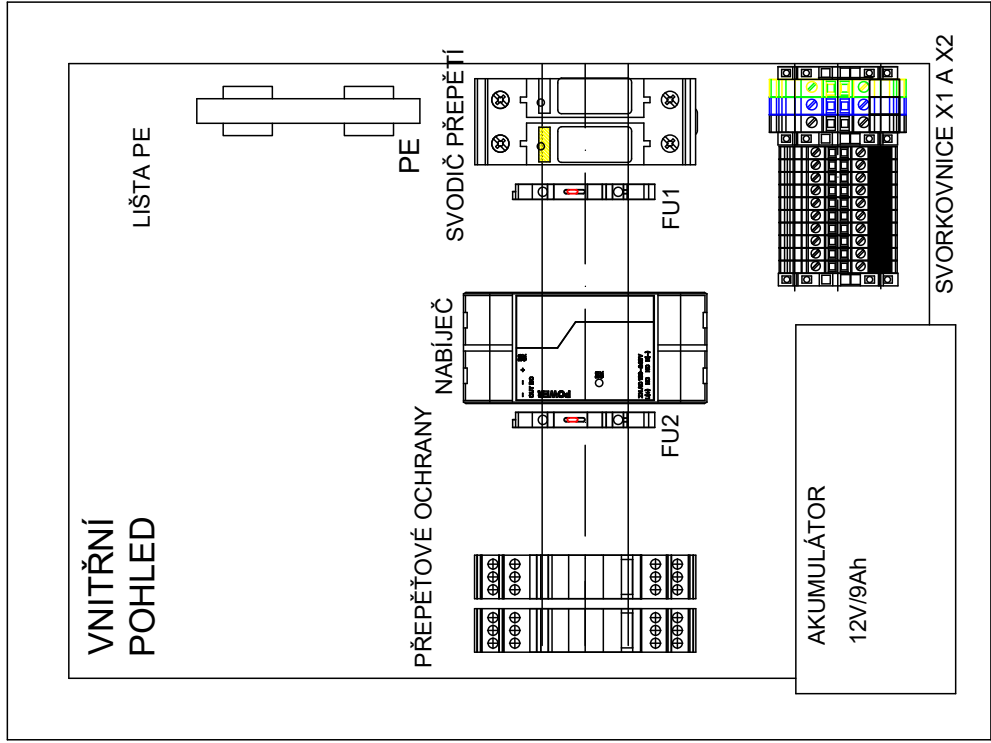 VNITŘNÍ
POHLED
LIŠTA PE
PE
PŘEPĚŤOVÉ OCHRANY
NABÍJEČ
SVODIČ PŘEPĚTÍ
FU2
FU1
POWER
AKUMULÁTOR
12V/9Ah
SVORKOVNICE X1 A X2